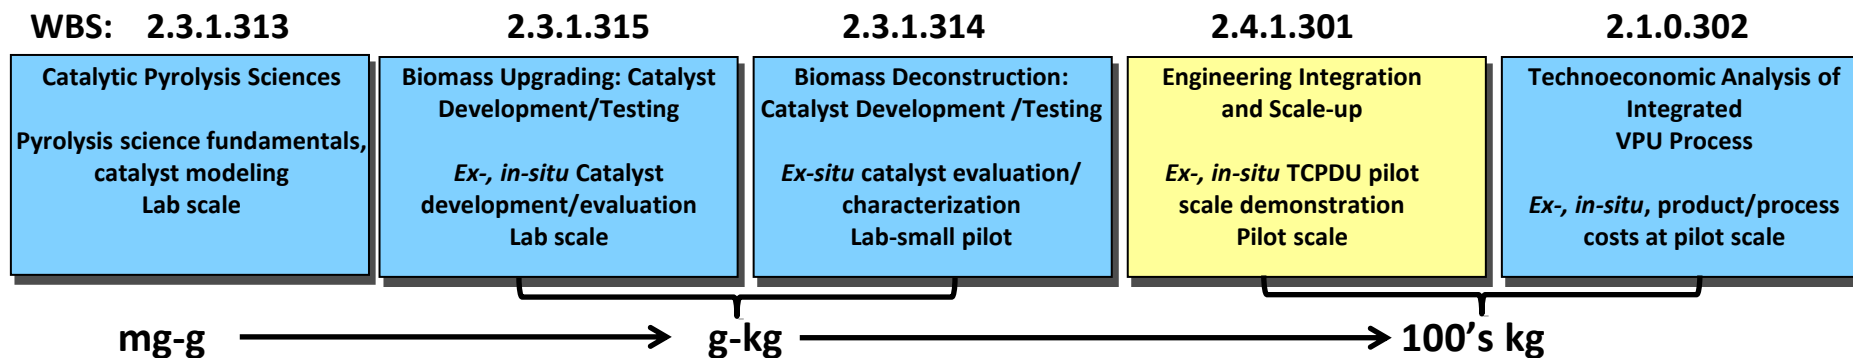 WBS: 2.3.1.313 2.3.1.315 2.3.1.314 2.4.1.301 2.1.0.302
Catalytic Pyrolysis Sciences
Pyrolysis science fundamentals,
catalyst modeling
Lab scale
Biomass Upgrading: Catalyst
Development/Testing
Ex-, in-situ Catalyst
development/evaluation
Lab scale
Biomass Deconstruction:
Catalyst Development /Testing
Ex-situ catalyst evaluation/
characterization
Lab-small pilot
Engineering Integration
and Scale-up
Ex-, in-situ TCPDU pilot
scale demonstration
Pilot scale
Technoeconomic Analysis of
Integrated
VPU Process
Ex-, in-situ, product/process
costs at pilot scale
mg-g g-kg 100’s kg